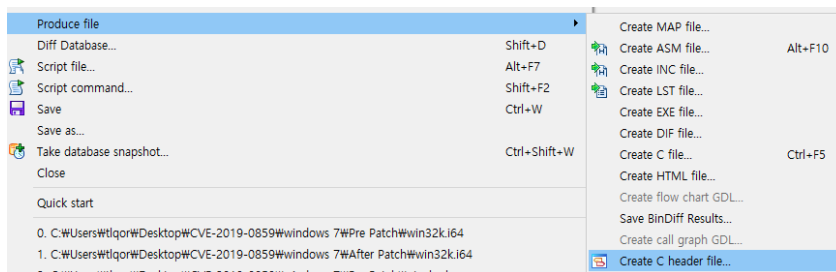 Produce file
Diff Database... Shift+D
Script file... Alt+F7
Script command... Shift+F2
Save Ctrl+W
Save as...
Take database snapshot... Ctrl+Shift+W
Close
Quick start
0. C:₩Users₩tlqor₩Desktop₩CVE-2019-0859₩windows 7₩Pre Patch₩win32k.i64
1. C:₩Users₩tlqor₩Desktop₩CVE-2019-0859₩windows 7₩After Patch₩win32k.i64
Create MAP file...
Create ASM file... Alt+F10
Create INC file...
Create LST file...
Create EXE file...
Create DIF file...
Create C file... Ctrl+F5
Create HTML file...
Create flow chart GDL...
Save BinDiff Results...
Create call graph GDL...
Create C header file...